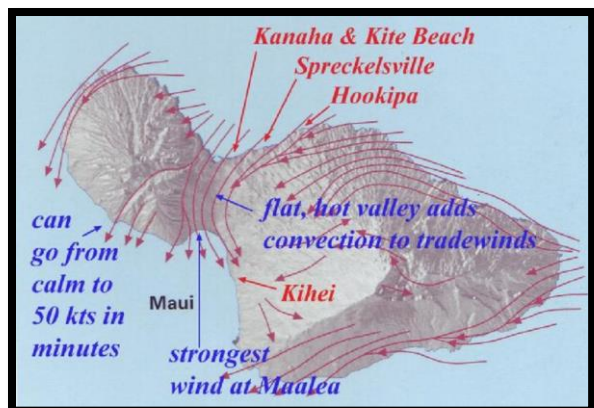 Kanaha & Kite Beach
Spreckelsville
Hookipa
flat, hot valley adds
convection to tradewinds
can
go from
calm to
50 kts in
minutes
Maui
Kihei
strongest
wind at Maalea